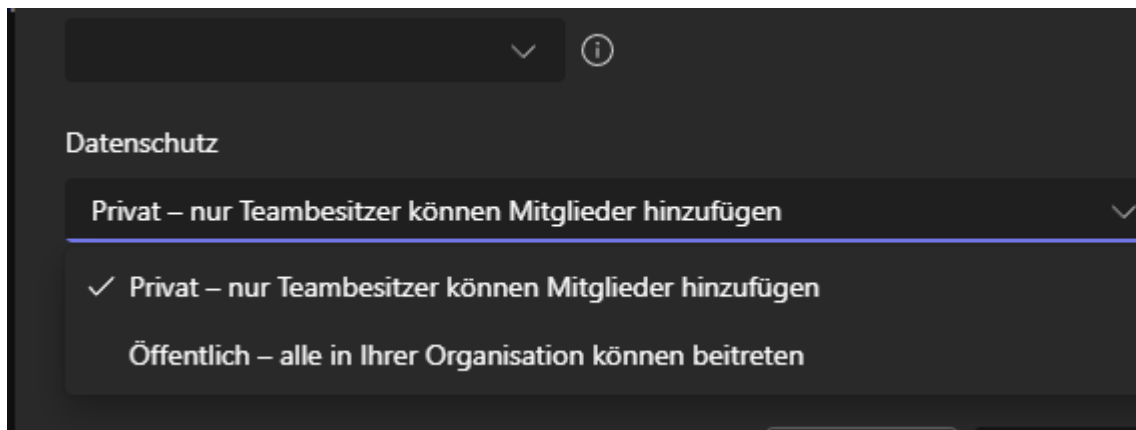 Datenschutz
Privat – nur Teambesitzer können Mitglieder hinzufügen
Privat – nur Teambesitzer können Mitglieder hinzufügen
Öffentlich – alle in Ihrer Organisation können beitreten